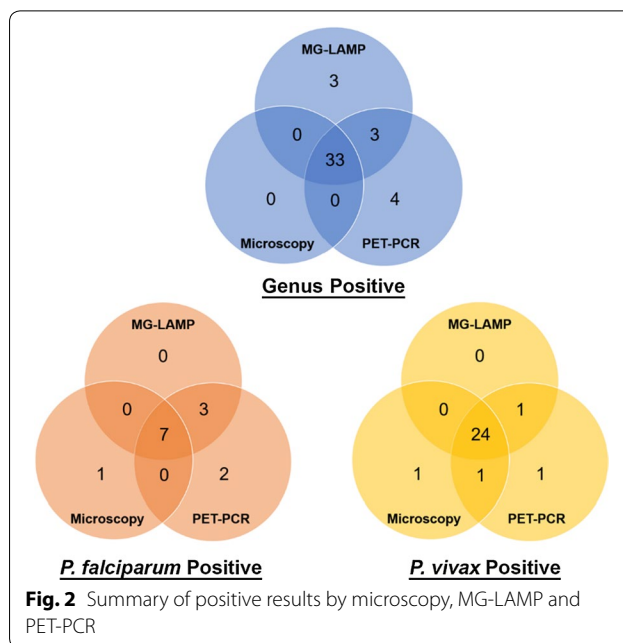 MG-LAMP
3
0
3
33
0
0
4
Microscopy
PET-PCR
Genus Positive
MG-LAMP
MG-LAMP
0
0
0
3
0
1
7
24
1
0
2
1
1
1
Microscopy
PET-PCR
Microscopy
PET-PCR
P. falciparum Positive
P. vivax Positive
Fig. 2 Summary of positive results by microscopy, MG-LAMP and
PET-PCR